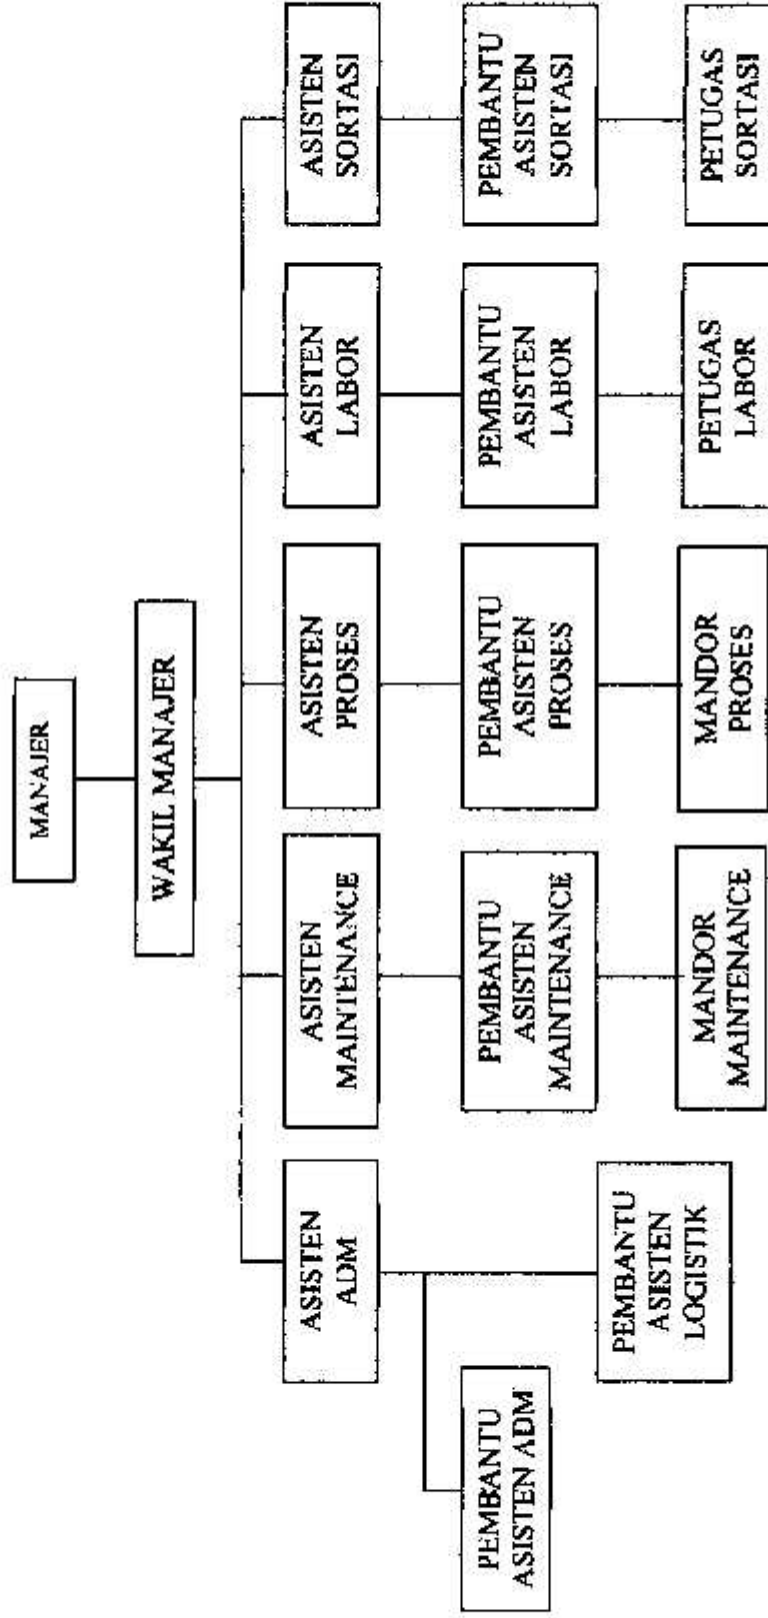 MANAJER
WAKIL MANAJER
ASISTEN
ADM
ASISTEN
MAINTENANCE
ASISTEN
PROSES
ASISTEN
LABOR
ASISTEN
SORTASI
PEMBANTU
ASISTEN ADM
PEMBANTU
ASISTEN
LOGISTIK
PEMBANTU
ASISTEN
MAINTENANCE
PEMBANTU
ASISTEN
PROSES
PEMBANTU
ASISTEN
LABOR
PEMBANTU
ASISTEN
SORTASI
MANDOR
MAINTENANCE
MANDOR
PROSES
PETUGAS
LABOR
PETUGAS
SORTASI